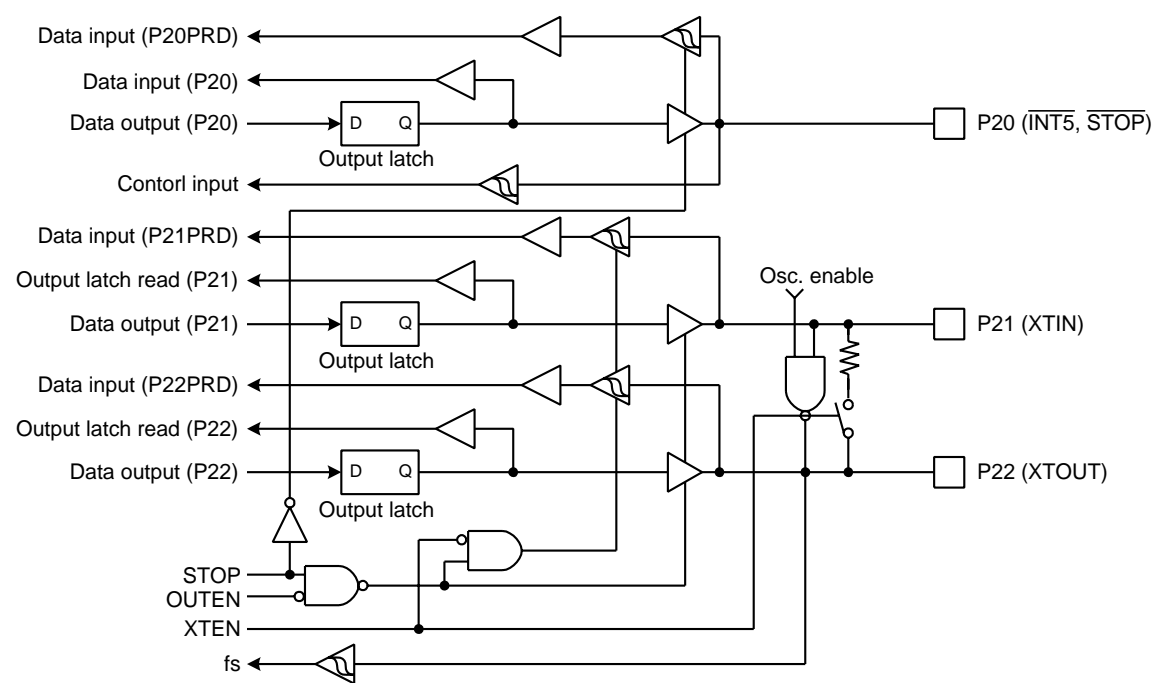 Data input (P20PRD)
Data input (P20)
Data output (P20)
D Q
Output latch
P20 (INT5, STOP)
Contorl input
Data input (P21PRD)
Output latch read (P21)
Osc. enable
Data output (P21)
D Q
Output latch
P21 (XTIN)
Data input (P22PRD)
Output latch read (P22)
Data output (P22)
D Q
Output latch
P22 (XTOUT)
STOP
OUTEN
XTEN
fs